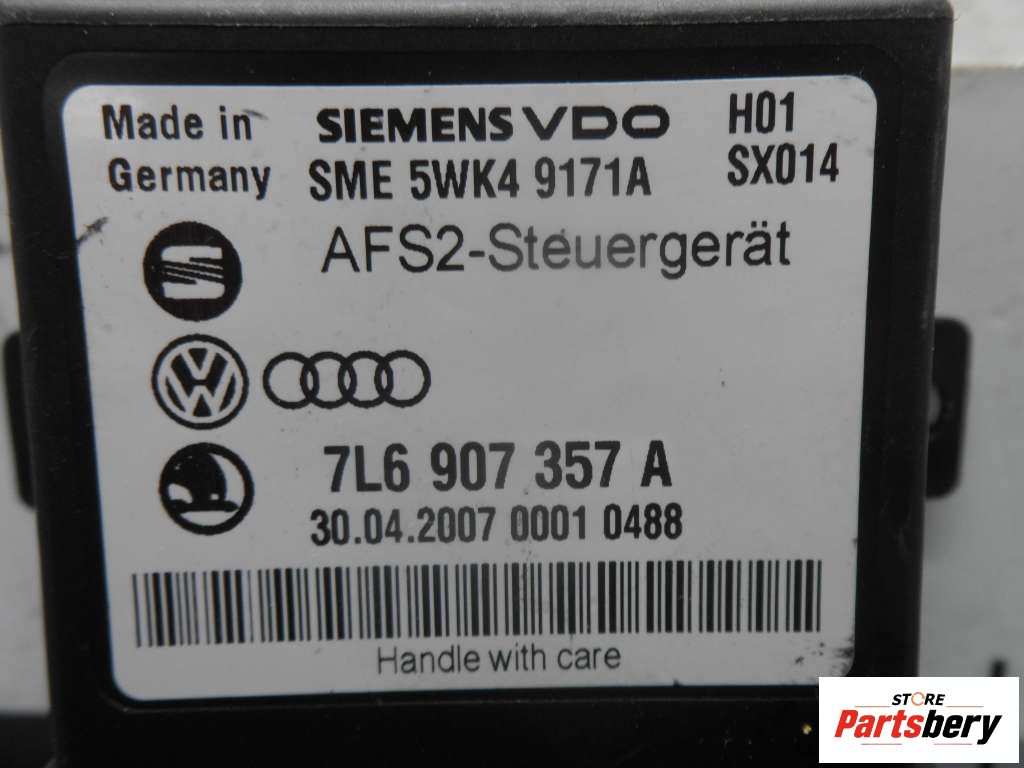 Made in Germany
SIEMENS VDO
SME 5WK4 9171A
H01
SX014
AFS2-Steuergerät
7L6 907 357 A
30.04.2007 0001 0488
Handle with care
STORE
Partsbery